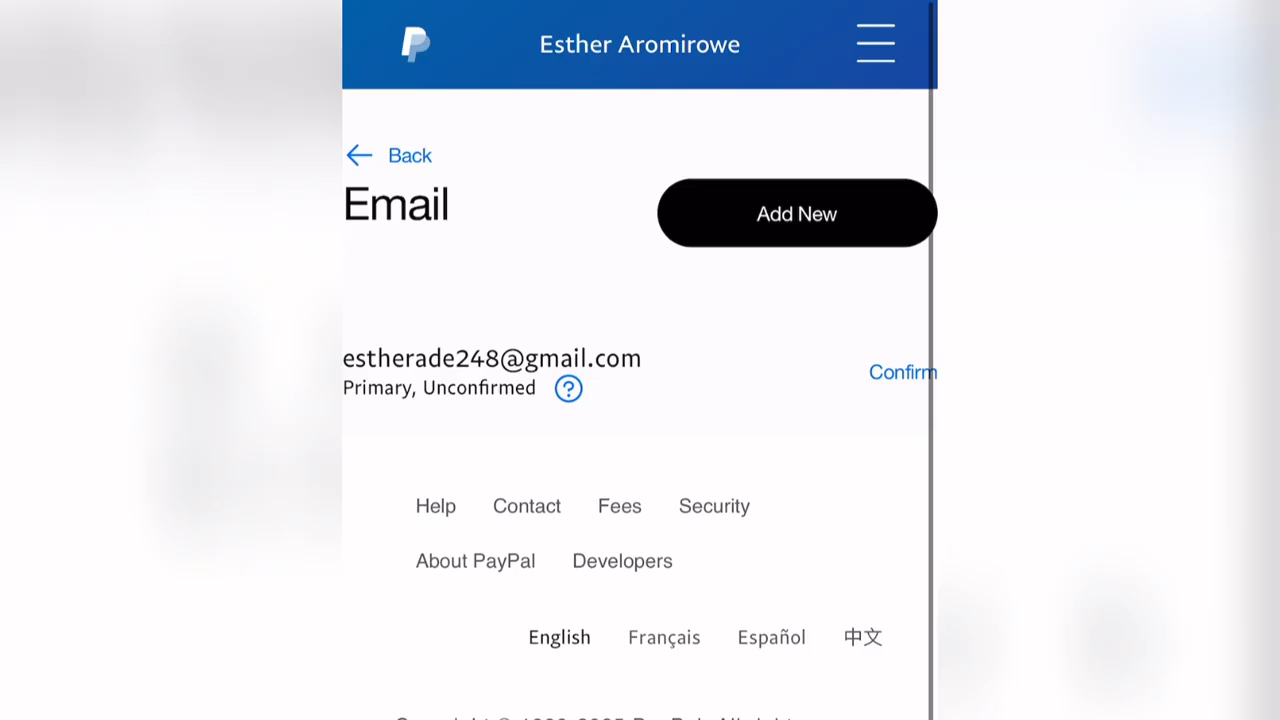 Esther Aromirowe
Back
Email
Add New
estherade248@gmail.com
Confirm
Primary, Unconfirmed
Help Contact Fees Security
About PayPal Developers
English Français Español 中文